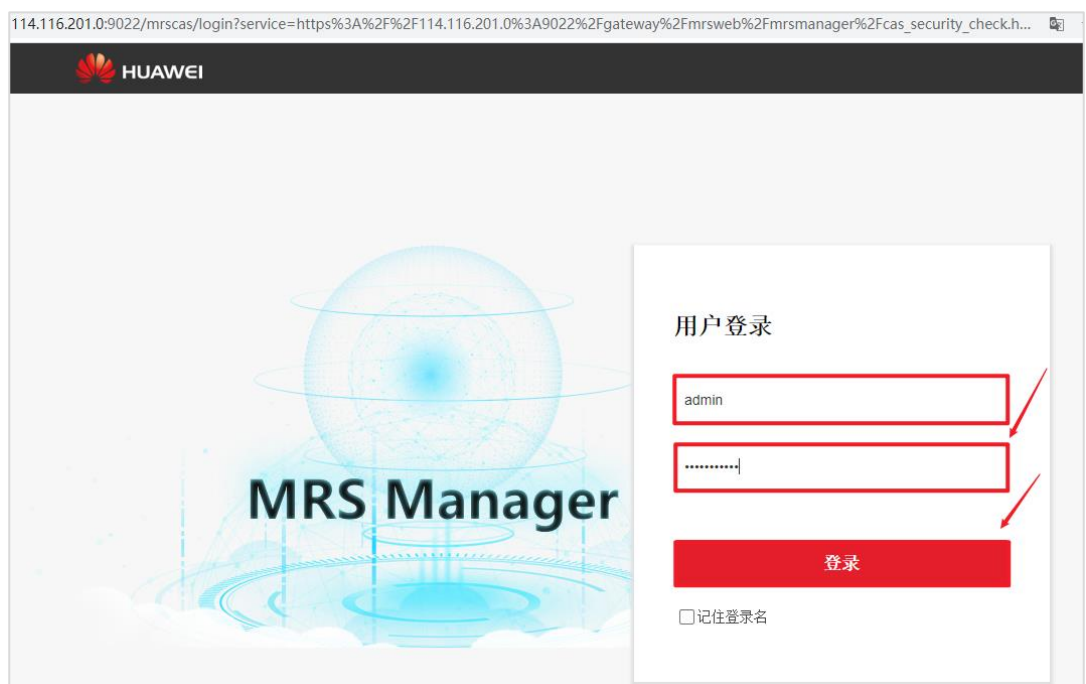 114.116.201.0:9022/mrscas/login?service=https%3A%2F%2F114.116.201.0%3A9022%2Fgateway%2Fmrsweb%2Fmrsmanager%2Fcas_security_check.h...
HUAWEI
用户登录
admin
•••••••••••
MRS Manager
登录
记住登录名